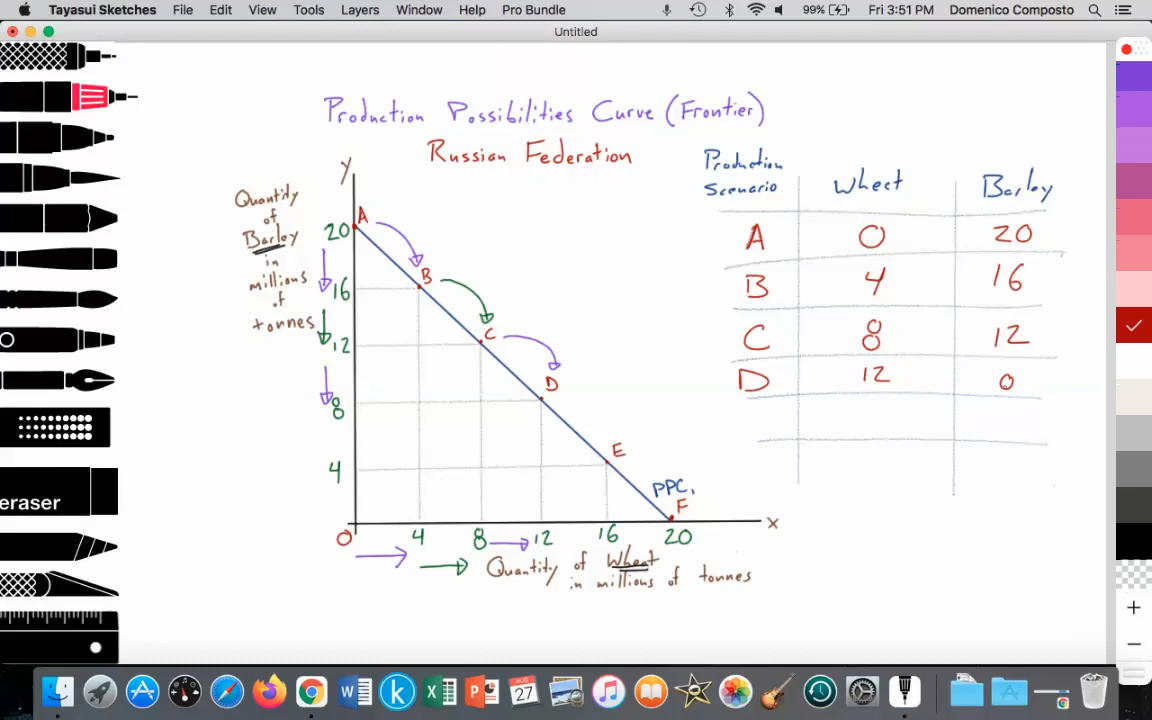 Tayasui Sketches File Edit View Tools Layers Window Help Pro Bundle 99% Fri 3:51 PM Domenico Composto
Untitled
Production Possibilities Curve (Frontier)
Russian Federation
Y
Quantity
of
Barley
in
millions
of
tonnes
20
16
12
8
4
A
B
C
D
E
F
PPC,
0 4 8 12 16 20
x
Quantity of Wheat
in millions of tonnes
Production
Scenario Wheat Barley
A 0 20
B 4 16
C 8 12
D 12 0
eraser
W
k
X
P
AUG
27